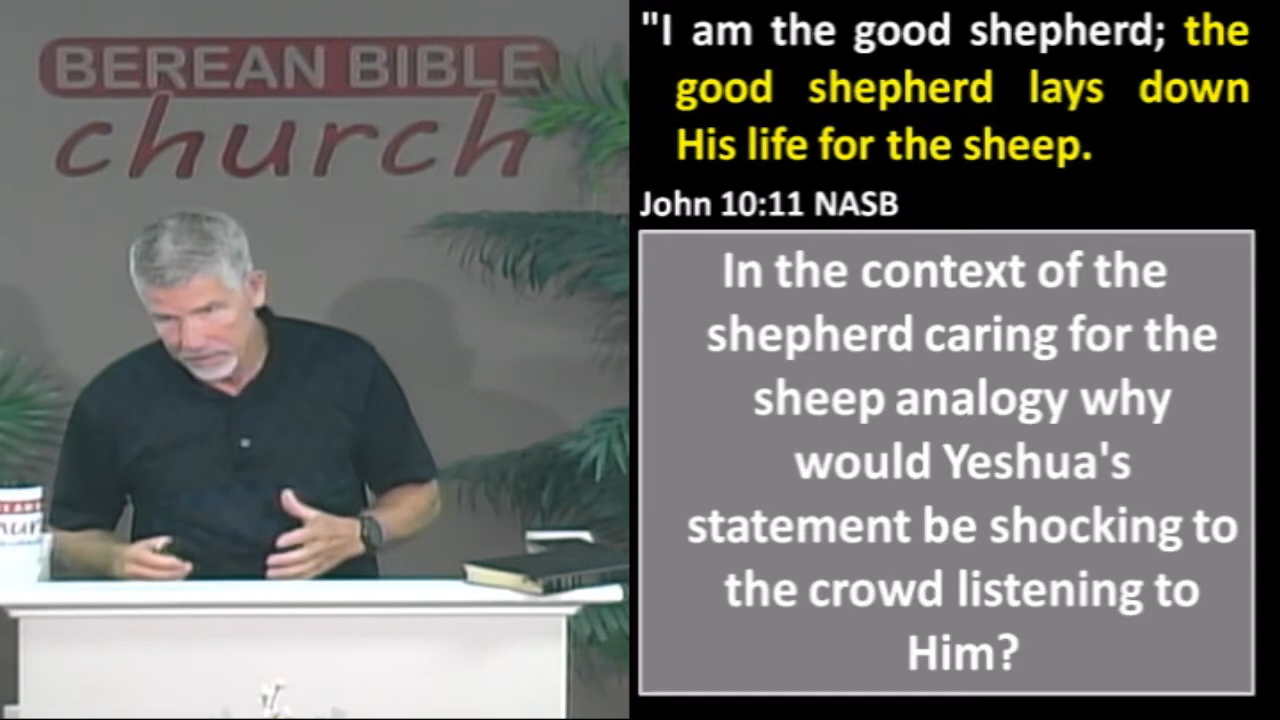 BEREAN BIBLE
church
"I am the good shepherd; the
good shepherd lays down
His life for the sheep.
John 10:11 NASB
In the context of the
shepherd caring for the
sheep analogy why
would Yeshua's
statement be shocking to
the crowd listening to
Him?